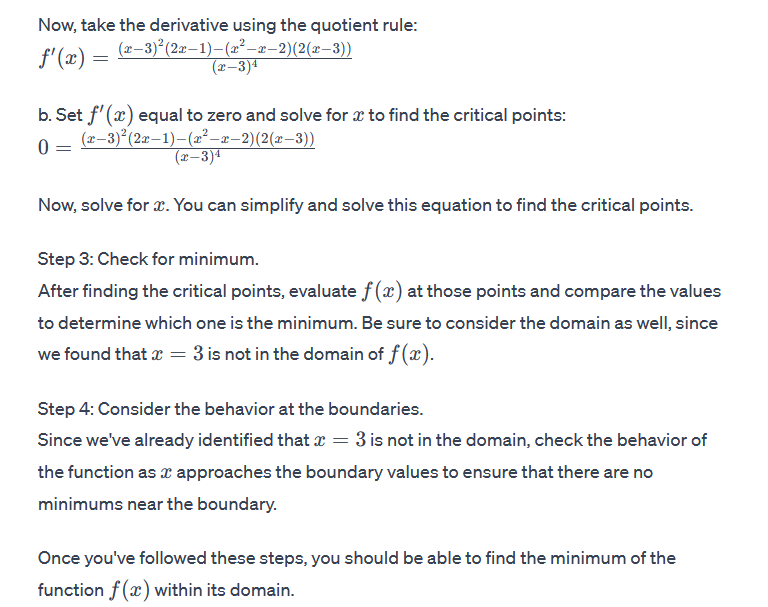 Now, take the derivative using the quotient rule:
f'(x) = \frac{(x-3)^2(2x-1)-(x^2-x-2)(2(x-3))}{(x-3)^4}
b. Set f'(x) equal to zero and solve for x to find the critical points:
0 = \frac{(x-3)^2(2x-1)-(x^2-x-2)(2(x-3))}{(x-3)^4}
Now, solve for x. You can simplify and solve this equation to find the critical points.
Step 3: Check for minimum.
After finding the critical points, evaluate f(x) at those points and compare the values
to determine which one is the minimum. Be sure to consider the domain as well, since
we found that x = 3 is not in the domain of f(x).
Step 4: Consider the behavior at the boundaries.
Since we've already identified that x = 3 is not in the domain, check the behavior of
the function as x approaches the boundary values to ensure that there are no
minimums near the boundary.
Once you've followed these steps, you should be able to find the minimum of the
function f(x) within its domain.